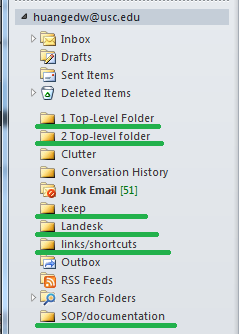 huangedw@usc.edu
Inbox
Drafts
Sent Items
Deleted Items
1 Top-Level Folder
2 Top-level folder
Clutter
Conversation History
Junk Email [51]
keep
Landesk
links/shortcuts
Outbox
RSS Feeds
Search Folders
SOP/documentation